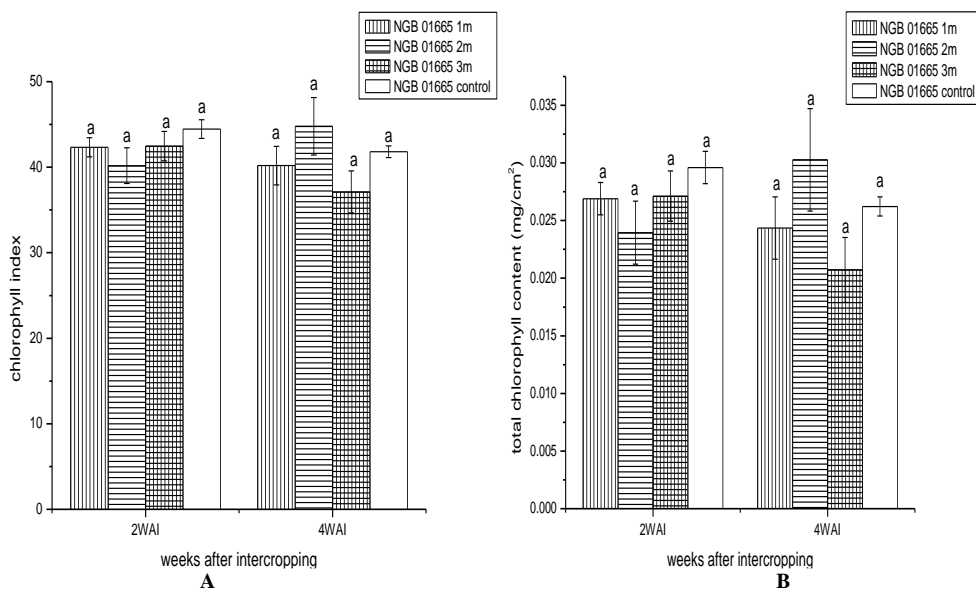 NGB 01665 1m
NGB 01665 2m
NGB 01665 3m
NGB 01665 control
50
40
30
20
10
0
chlorophyll index
a
a
a
a
a
a
a
a
2WAI
4WAI
weeks after intercropping
A
NGB 01665 1m
NGB 01665 2m
NGB 01665 3m
NGB 01665 control
0.035
0.030
0.025
0.020
0.015
0.010
0.005
0.000
total chlorophyll content (mg/cm²)
a
a
a
a
a
a
a
a
2WAI
4WAI
weeks after intercropping
B